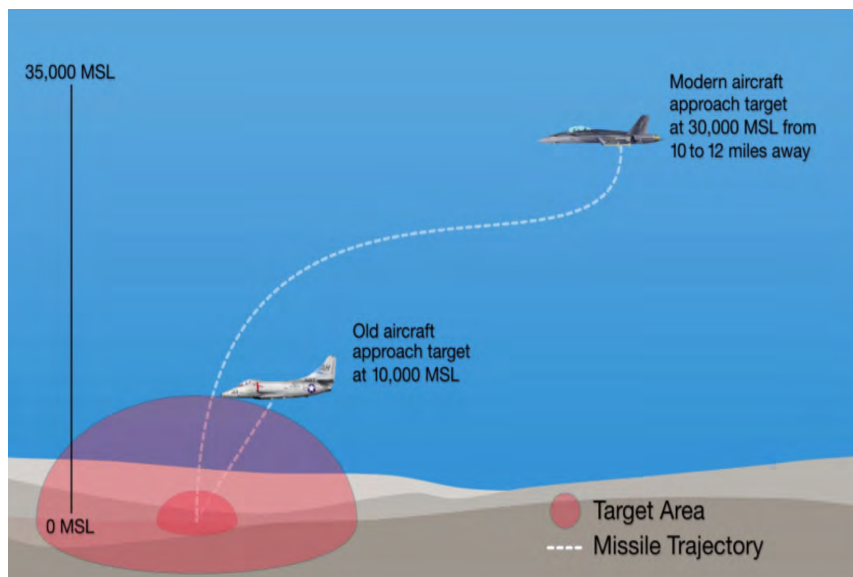 35,000 MSL
Modern aircraft
approach target
at 30,000 MSL from
10 to 12 miles away
Old aircraft
approach target
at 10,000 MSL
0 MSL
Target Area
Missile Trajectory